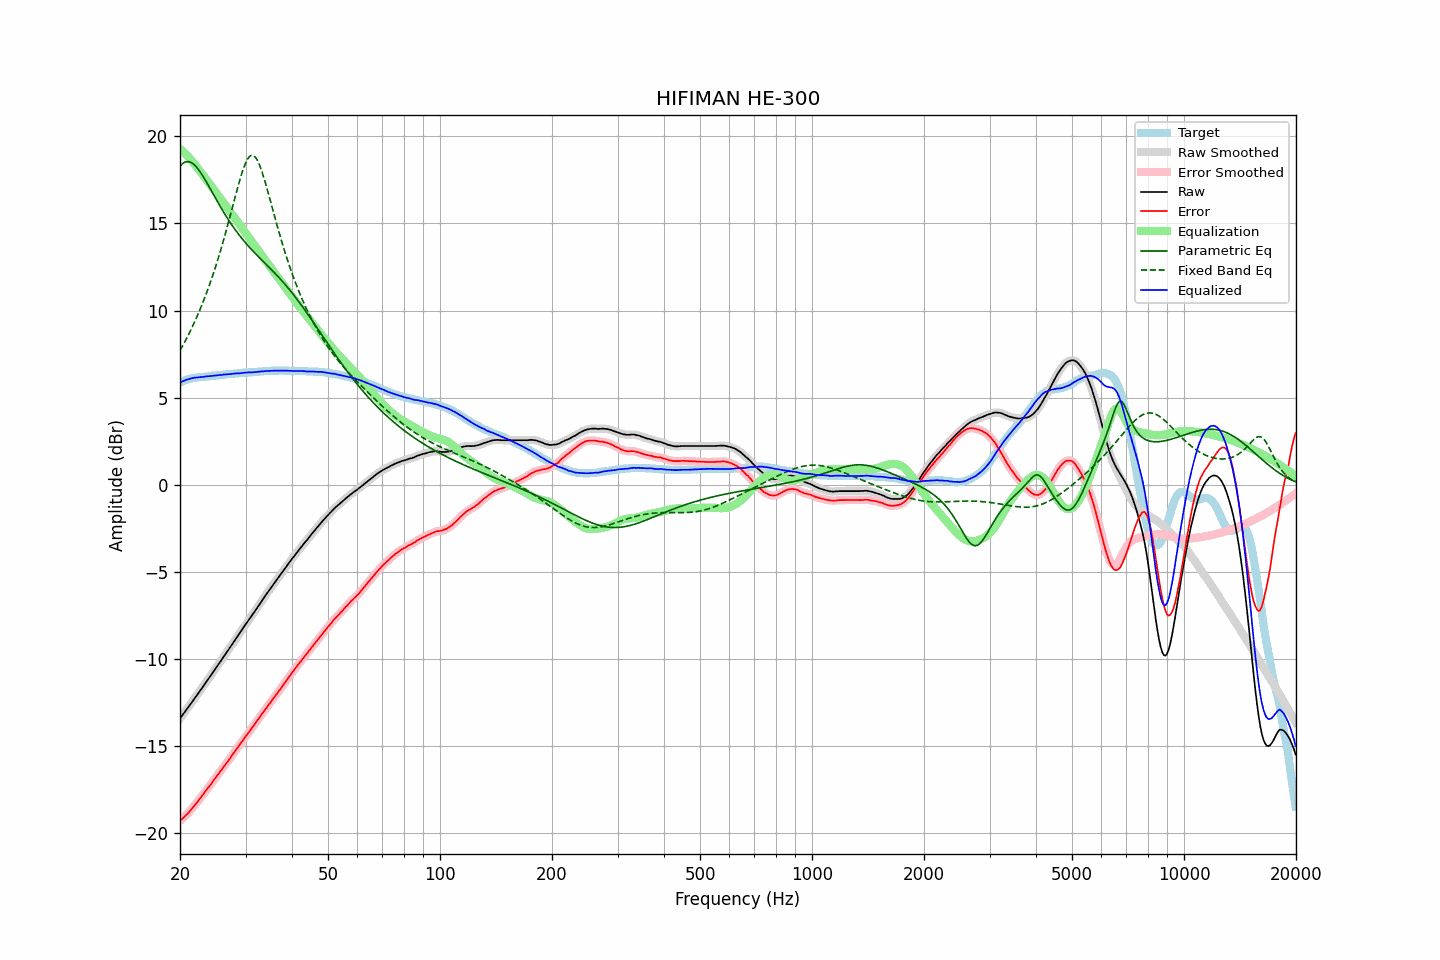 HIFIMAN HE-300
Target
Raw Smoothed
Error Smoothed
Raw
Error
Equalization
Parametric Eq
Fixed Band Eq
Equalized
20
15
10
5
0
−5
−10
−15
−20
Amplitude (dBr)
20 50 100 200 500 1000 2000 5000 10000 20000
Frequency (Hz)